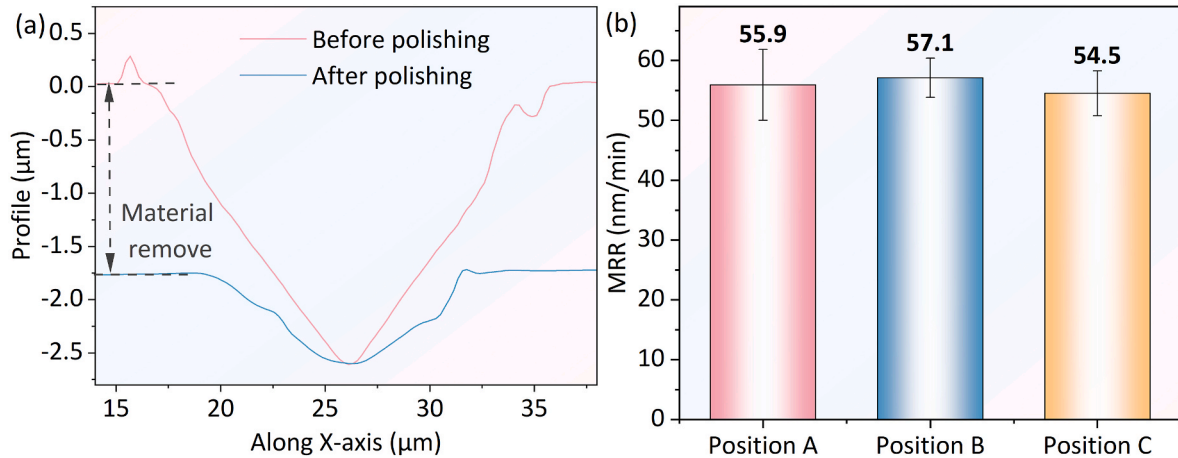 (a)
Before polishing
After polishing
Material
remove
0.5
0.0
-0.5
-1.0
-1.5
-2.0
-2.5
Profile (μm)
15
20
25
30
35
Along X-axis (μm)
(b)
55.9
57.1
54.5
60
50
40
30
20
10
0
MRR (nm/min)
Position A
Position B
Position C